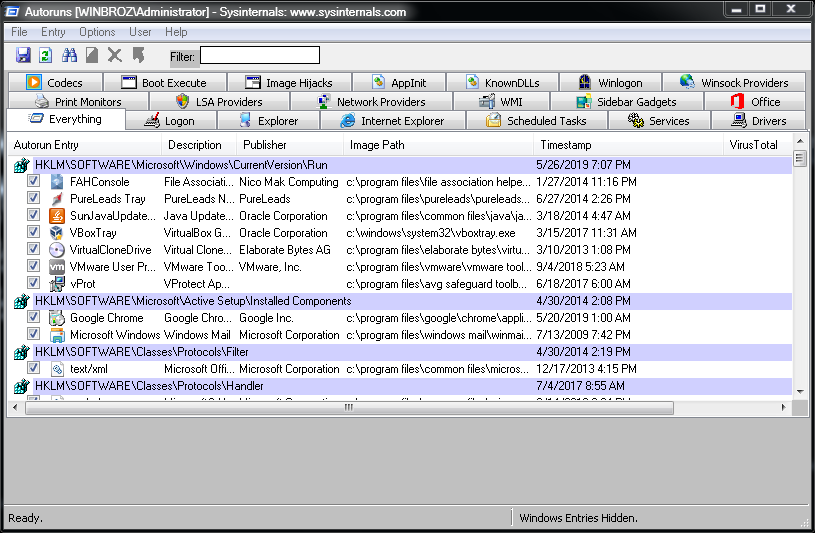 Autoruns [WINBROZ\Administrator] - Sysinternals: www.sysinternals.com
File Entry Options User Help
Filter:
Codecs Boot Execute Image Hijacks AppInit KnownDLLs Winlogon Winsock Providers
Print Monitors LSA Providers Network Providers WMI Sidebar Gadgets Office
Everything Logon Explorer Internet Explorer Scheduled Tasks Services Drivers
Autorun Entry Description Publisher Image Path Timestamp VirusTotal
HKLM\SOFTWARE\Microsoft\Windows\CurrentVersion\Run 5/26/2019 7:07 PM
FAHConsole File Associati... Nico Mak Computing c:\program files\file association helpe... 1/27/2014 11:16 PM
PureLeads Tray PureLeads N... PureLeads c:\program files\pureleads\pureleads... 6/27/2014 2:26 PM
SunJavaUpdate... Java Update... Oracle Corporation c:\program files\common files\java\ja... 3/18/2014 4:47 AM
VBoxTray VirtualBox G... Oracle Corporation c:\windows\system32\vboxtray.exe 3/15/2017 11:31 AM
VirtualCloneDrive Virtual Clone... Elaborate Bytes AG c:\program files\elaborate bytes\virtu... 3/10/2013 1:08 PM
VMware User Pr... VMware Too... VMware, Inc. c:\program files\vmware\vmware tool... 9/4/2018 5:23 AM
vProt VProtect Ap... c:\program files\avg safeguard toolb... 6/18/2017 6:00 AM
HKLM\SOFTWARE\Microsoft\Active Setup\Installed Components 4/30/2014 2:08 PM
Google Chrome Google Chro... Google Inc. c:\program files\google\chrome\appli... 5/20/2019 1:00 AM
Microsoft Windows Windows Mail Microsoft Corporation c:\program files\windows mail\winmai... 7/13/2009 7:42 PM
HKLM\SOFTWARE\Classes\Protocols\Filter 4/30/2014 2:19 PM
text/xml Microsoft Offi... Microsoft Corporation c:\program files\common files\micros... 12/17/2013 4:15 PM
HKLM\SOFTWARE\Classes\Protocols\Handler 7/4/2017 8:55 AM
Ready. Windows Entries Hidden.